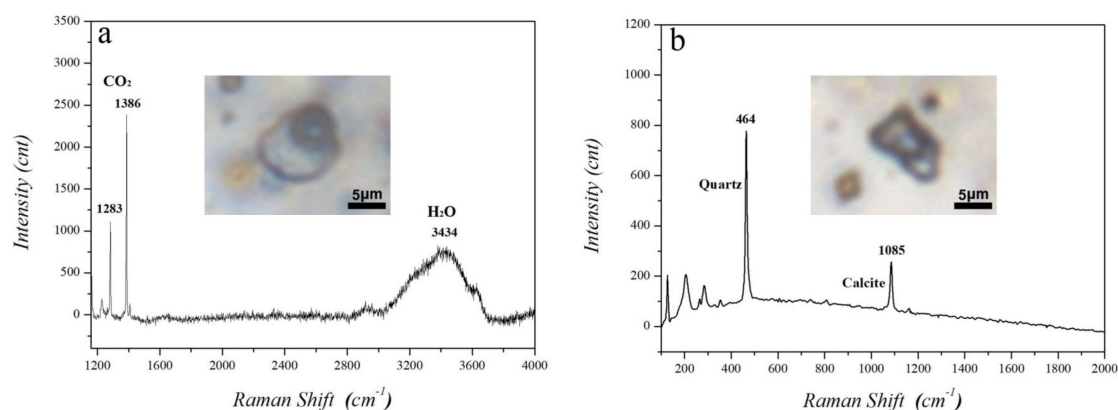 a
Intensity (cnt)
3500
3000
2500
2000
1500
1000
500
0
CO₂
1386
1283
H₂O
3434
5μm
1200 1600 2000 2400 2800 3200 3600 4000
Raman Shift (cm⁻¹)
b
Intensity (cnt)
1200
1000
800
600
400
200
0
464
Quartz
1085
Calcite
5μm
200 400 600 800 1000 1200 1400 1600 1800 2000
Raman Shift (cm⁻¹)